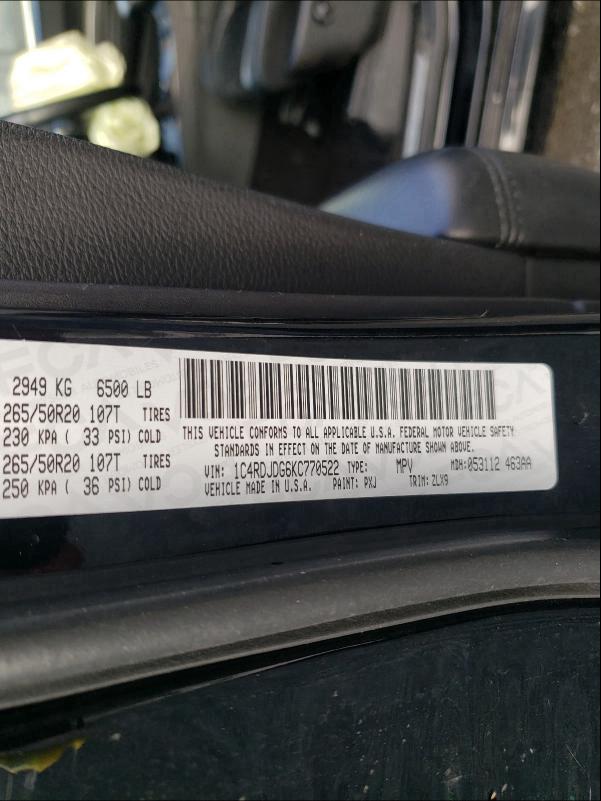 2949 KG 6500 LB
265/50R20 107T TIRES
230 KPA ( 33 PSI) COLD
265/50R20 107T TIRES
250 KPA ( 36 PSI) COLD
THIS VEHICLE CONFORMS TO ALL APPLICABLE U.S.A. FEDERAL MOTOR VEHICLE SAFETY
STANDARDS IN EFFECT ON THE DATE OF MANUFACTURE SHOWN ABOVE.
VIN: 1C4RDJDG6KC770522 TYPE: MPV MDH: 053112 463AA
VEHICLE MADE IN U.S.A. PAINT: PXJ TRIM: ZLX9